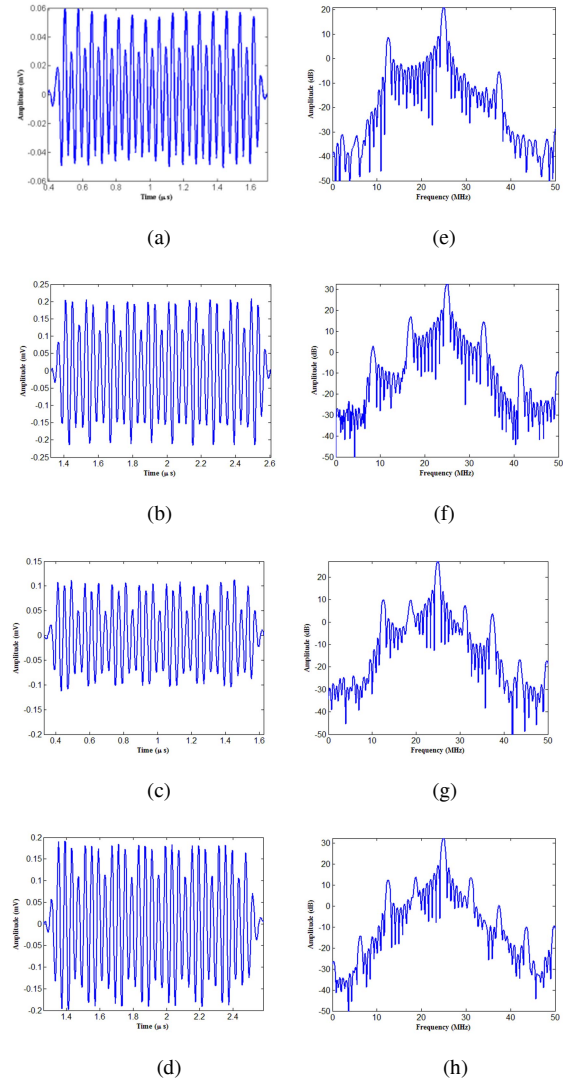 0.06
0.04
0.02
0
-0.02
-0.04
-0.06
Amplitude (mV)
0.4 0.6 0.8 1 1.2 1.4 1.6
Time (μ s)
(a)
20
10
0
-10
-20
-30
-40
-50
Amplitude (dB)
0 10 20 30 40 50
Frequency (MHz)
(e)
0.25
0.2
0.15
0.1
0.05
0
-0.05
-0.1
-0.15
-0.2
-0.25
Amplitude (mV)
1.4 1.6 1.8 2 2.2 2.4 2.6
Time (μ s)
(b)
30
20
10
0
-10
-20
-30
-40
-50
Amplitude (dB)
0 10 20 30 40 50
Frequency (MHz)
(f)
0.15
0.1
0.05
0
-0.05
-0.1
-0.15
-0.2
Amplitude (mV)
0.4 0.6 0.8 1 1.2 1.4 1.6
Time (μ s)
(c)
20
10
0
-10
-20
-30
-40
-50
Amplitude (dB)
0 10 20 30 40 50
Frequency (MHz)
(g)
0.2
0.15
0.1
0.05
0
-0.05
-0.1
-0.15
-0.2
Amplitude (mV)
1.4 1.6 1.8 2 2.2 2.4
Time (μ s)
(d)
30
20
10
0
-10
-20
-30
-40
-50
Amplitude (dB)
0 10 20 30 40 50
Frequency (MHz)
(h)